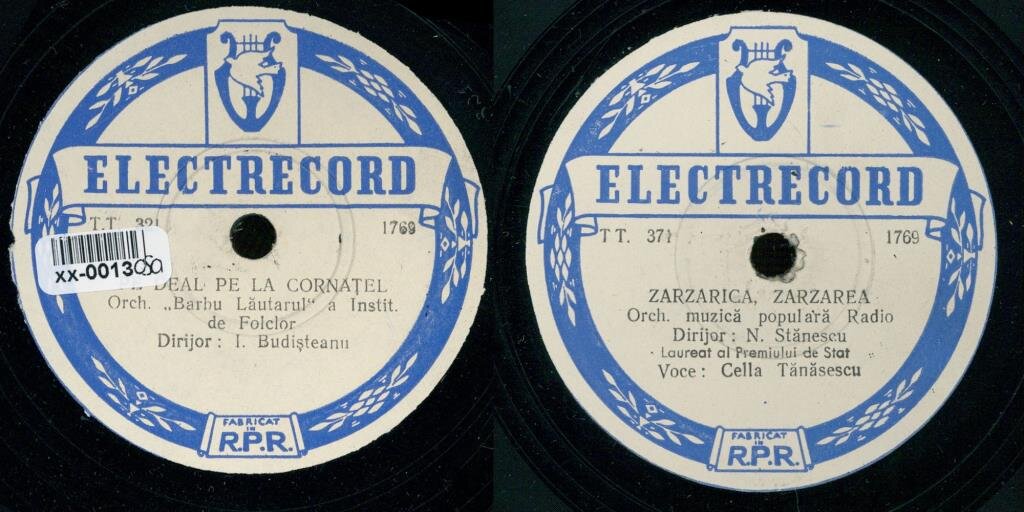 ELECTRECORD
T.T. 321
1769
XX-0013
DEAL PE LA CORNAȚEL
Orch. „Barbu Lăutarul“ a Instit.
de Folclor
Dirijor : I. Budișteanu
FABRICAT
IN
R.P.R.
ELECTRECORD
TT. 371
1769
ZARZARICA, ZARZAREA
Orch. muzică populară Radio
Dirijor : N. Stănescu
Laureat al Premiului de Stat
Voce : Cella Tănăsescu
FABRICAT
IN
R.P.R.